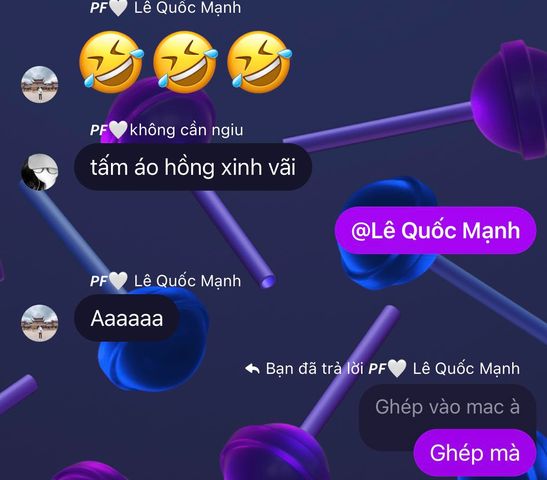 PF🤍 Lê Quốc Mạnh
🤣🤣🤣
PF🤍không cần ngiu
tấm áo hồng xinh vãi
@Lê Quốc Mạnh
PF🤍 Lê Quốc Mạnh
Aaaaaa
Bạn đã trả lời PF🤍 Lê Quốc Mạnh
Ghép vào mac à
Ghép mà